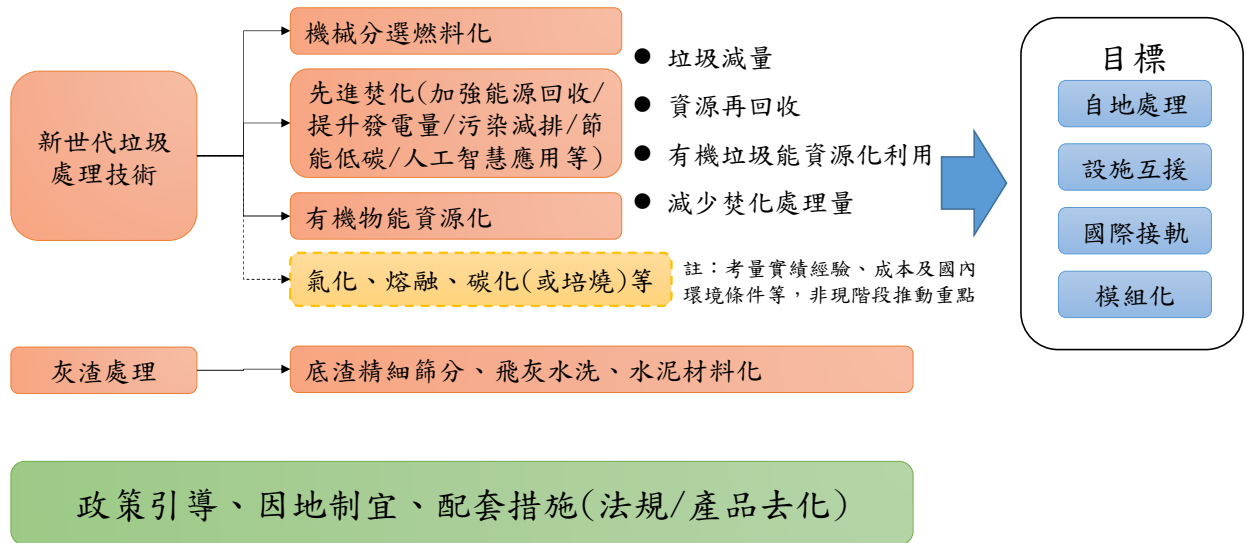 新世代垃圾
處理技術
機械分選燃料化
先進焚化(加強能源回收/
提升發電量/污染減排/節
能低碳/人工智慧應用等)
有機物能資源化
氣化、熔融、碳化(或培燒)等
● 垃圾減量
● 資源再回收
● 有機垃圾能資源化利用
● 減少焚化處理量
註：考量實績經驗、成本及國內
環境條件等，非現階段推動重點
目標
自地處理
設施互援
國際接軌
模組化
灰渣處理
底渣精細篩分、飛灰水洗、水泥材料化
政策引導、因地制宜、配套措施(法規/產品去化)